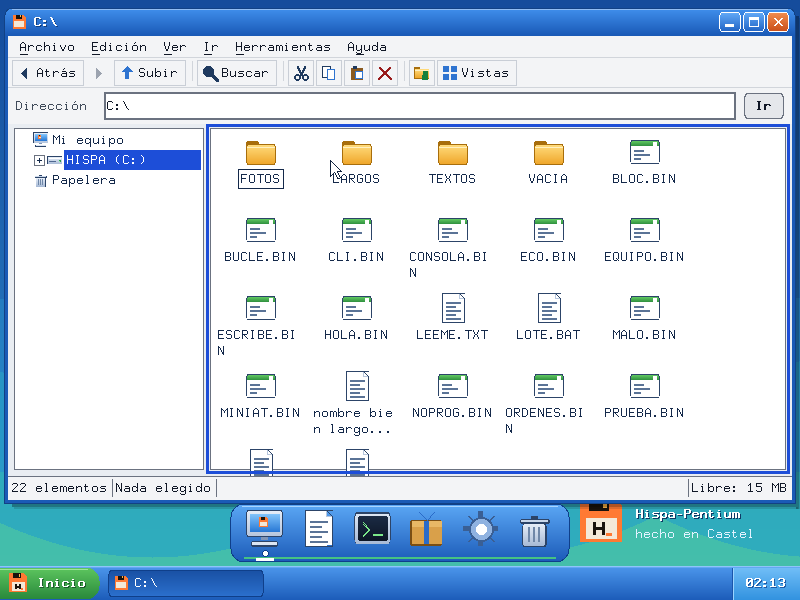 C:\
Archivo Edición Ver Ir Herramientas Ayuda
Atrás Subir Buscar Vistas
Dirección C:\ Ir
Mi equipo
HISPA (C:)
Papelera
FOTOS LARGOS TEXTOS VACIA BLOC.BIN
BUCLE.BIN CLI.BIN CONSOLA.BI
N ECO.BIN EQUIPO.BIN
ESCRIBE.BI
N HOLA.BIN LEEME.TXT LOTE.BAT MALO.BIN
MINIAT.BIN nombre bie
n largo... NOPROG.BIN ORDENES.BI
N PRUEBA.BIN
22 elementos Nada elegido Libre: 15 MB
H. Hispa-Pentium
hecho en Castel
H. Inicio C:\ 02:13